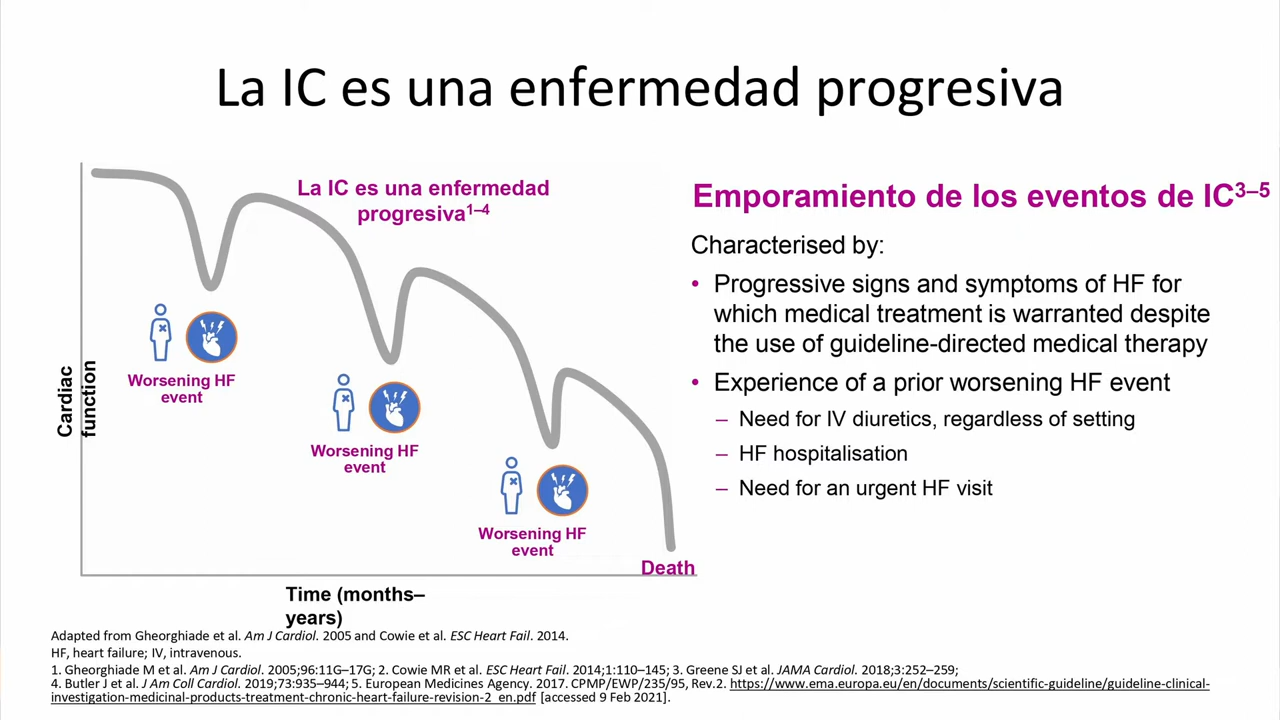 La IC es una enfermedad progresiva
La IC es una enfermedad
progresiva1–4
Cardiac
function
Worsening HF
event
Worsening HF
event
Worsening HF
event
Death
Time (months–
years)
Emporamiento de los eventos de IC3–5
Characterised by:
• Progressive signs and symptoms of HF for
which medical treatment is warranted despite
the use of guideline-directed medical therapy
• Experience of a prior worsening HF event
– Need for IV diuretics, regardless of setting
– HF hospitalisation
– Need for an urgent HF visit
Adapted from Gheorghiade et al. Am J Cardiol. 2005 and Cowie et al. ESC Heart Fail. 2014.
HF, heart failure; IV, intravenous.
1. Gheorghiade M et al. Am J Cardiol. 2005;96:11G–17G; 2. Cowie MR et al. ESC Heart Fail. 2014;1:110–145; 3. Greene SJ et al. JAMA Cardiol. 2018;3:252–259;
4. Butler J et al. J Am Coll Cardiol. 2019;73:935–944; 5. European Medicines Agency. 2017. CPMP/EWP/235/95, Rev.2. https://www.ema.europa.eu/en/documents/scientific-guideline/guideline-clinical-
investigation-medicinal-products-treatment-chronic-heart-failure-revision-2_en.pdf [accessed 9 Feb 2021].